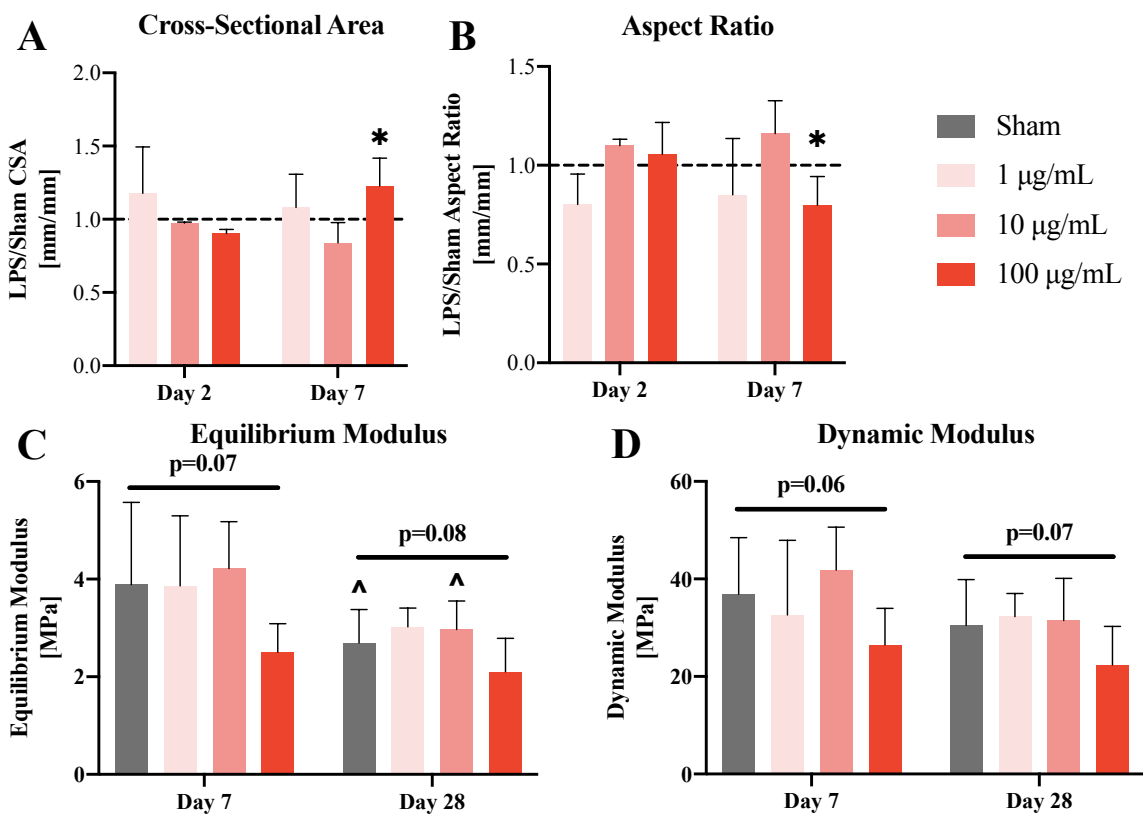 A
Cross-Sectional Area
LPS/Sham CSA
[mm/mm]
2.0
1.5
1.0
0.5
0.0
*
Day 2
Day 7
B
Aspect Ratio
LPS/Sham Aspect Ratio
[mm/mm]
1.5
1.0
0.5
0.0
*
Day 2
Day 7
Sham
1 μg/mL
10 μg/mL
100 μg/mL
C
Equilibrium Modulus
Equilibrium Modulus
[MPa]
6
4
2
0
p=0.07
p=0.08
^
^
Day 7
Day 28
D
Dynamic Modulus
Dynamic Modulus
[MPa]
60
40
20
0
p=0.06
p=0.07
Day 7
Day 28